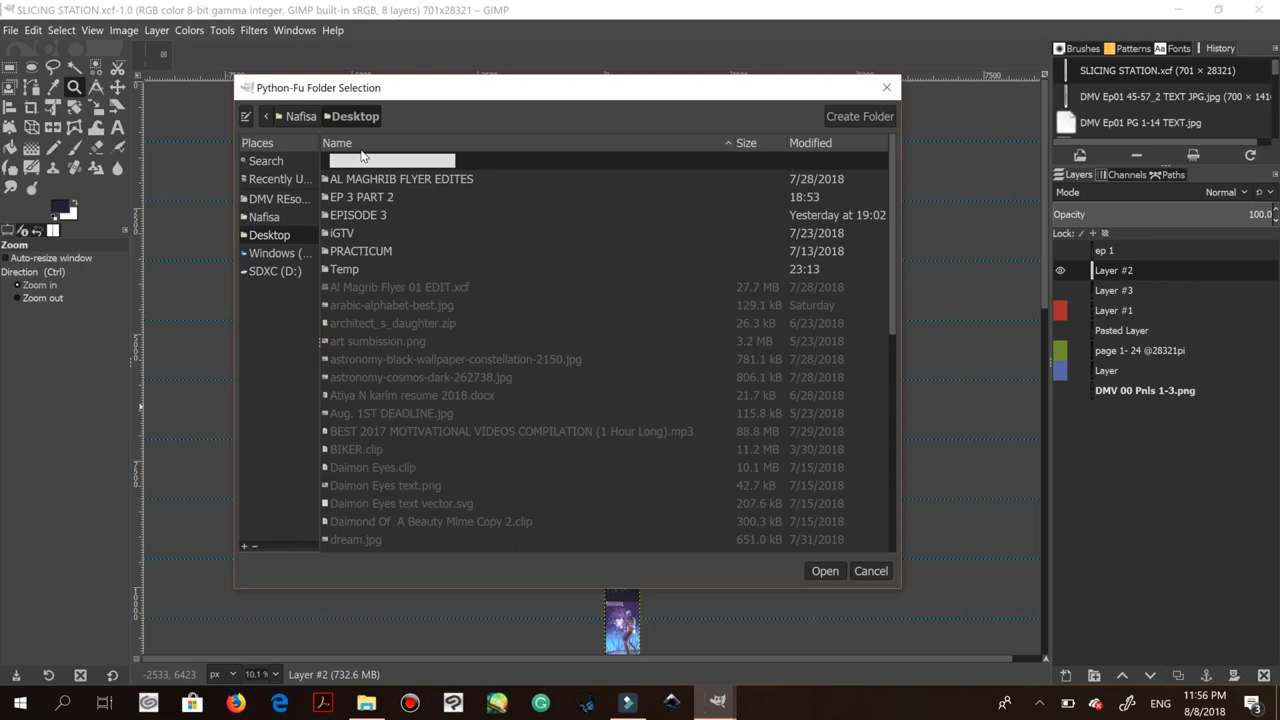 SLICING STATION.xcf-1.0 (RGB color 8-bit gamma integer, GIMP built-in sRGB, 8 layers) 701x28321 – GIMP
File Edit Select View Image Layer Colors Tools Filters Windows Help
Brushes Patterns Aa Fonts History
SLICING STATION.xcf (701 × 28321)
DMV Ep01 45-57_2 TEXT JPG.jpg (700 × 141
DMV Ep01 PG 1-14 TEXT.jpg
Layers Channels Paths
Mode Normal
Opacity 100.0
Lock:
ep 1
Layer #2
Layer #3
Layer #1
Pasted Layer
page 1- 24 @28321pi
Layer
DMV 00 Pnls 1-3.png
Zoom
Auto-resize window
Direction (Ctrl)
Zoom in
Zoom out
Python-Fu Folder Selection
Nafisa Desktop Create Folder
Places Name Size Modified
Search
Recently U...
DMV REso...
Nafisa
Desktop
Windows (...
SDXC (D:)
AL MAGHRIB FLYER EDITES 7/28/2018
EP 3 PART 2 18:53
EPISODE 3 Yesterday at 19:02
iGTV 7/23/2018
PRACTICUM 7/13/2018
Temp 23:13
Al Magrib Flyer 01 EDIT.xcf 27.7 MB 7/28/2018
arabic-alphabet-best.jpg 129.1 kB Saturday
architect_s_daughter.zip 26.3 kB 6/23/2018
art sumbission.png 3.2 MB 5/23/2018
astronomy-black-wallpaper-constellation-2150.jpg 781.1 kB 7/28/2018
astronomy-cosmos-dark-262738.jpg 806.1 kB 7/28/2018
Atiya N karim resume 2018.docx 21.7 kB 6/23/2018
Aug. 1ST DEADLINE.jpg 115.8 kB 5/23/2018
BEST 2017 MOTIVATIONAL VIDEOS COMPILATION (1 Hour Long).mp3 88.8 MB 7/29/2018
BIKER.clip 11.2 MB 3/30/2018
Daimon Eyes.clip 10.1 MB 7/15/2018
Daimon Eyes text.png 42.7 kB 7/15/2018
Daimon Eyes text vector.svg 207.6 kB 7/15/2018
Daimond Of A Beauty Mime Copy 2.clip 300.3 kB 7/15/2018
dream.jpg 651.0 kB 7/31/2018
Open Cancel
-2533, 6423 px 10.1 % Layer #2 (732.6 MB)
ENG
11:56 PM
8/8/2018
3